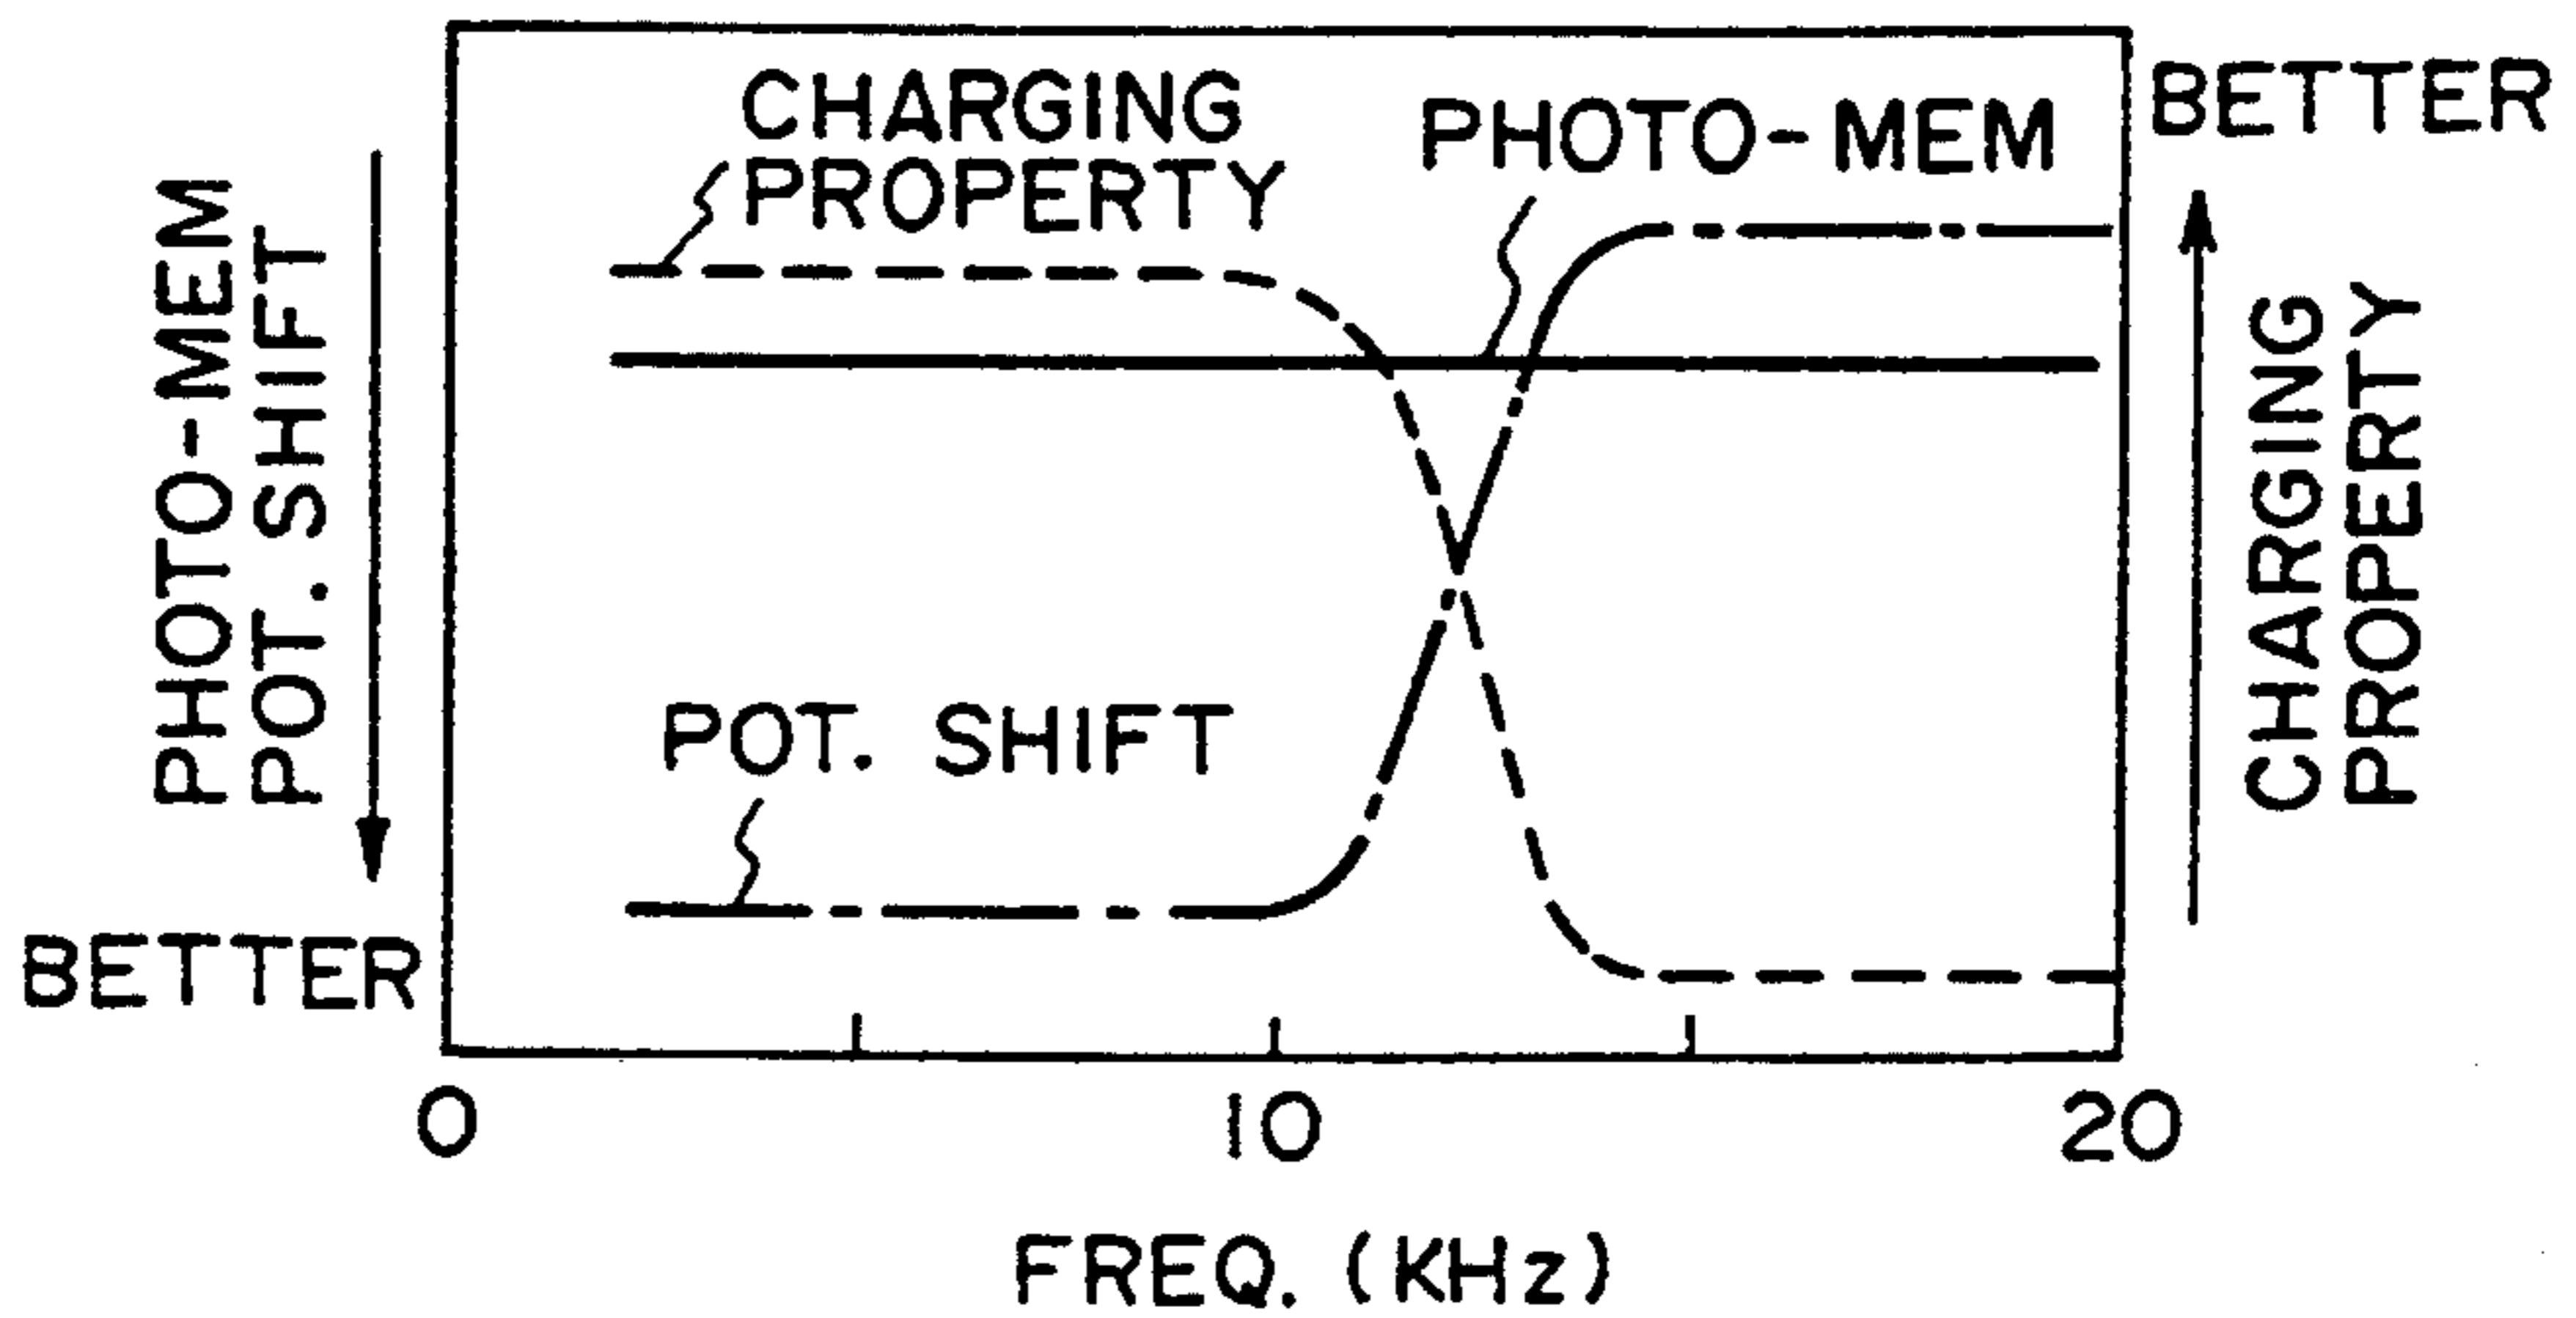 CHARGING
PROPERTY
PHOTO-MEM
BETTER
PHOTO-MEM
POT. SHIFT
CHARGING
PROPERTY
POT. SHIFT
BETTER
0
10
20
FREQ. (KHz)